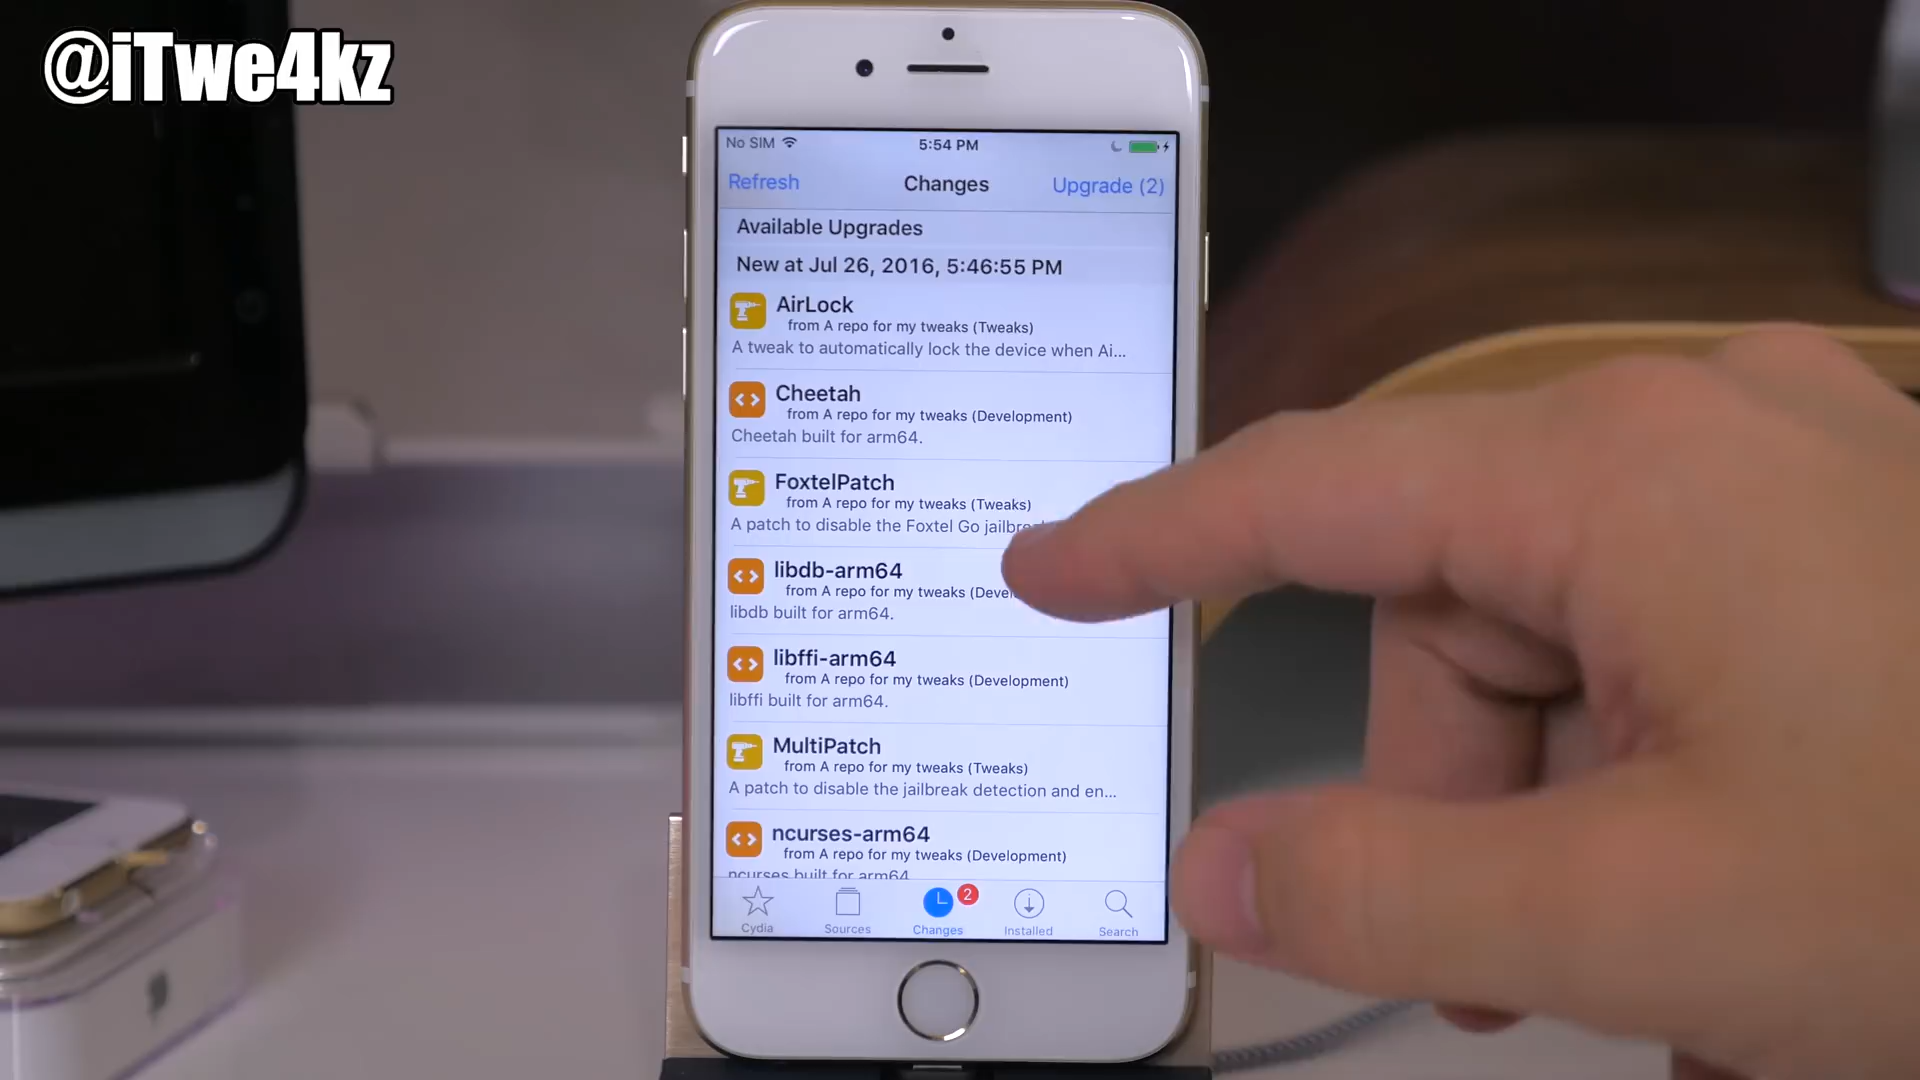 @iTwe4kz
No SIM 5:54 PM
Refresh Changes Upgrade (2)
Available Upgrades
New at Jul 26, 2016, 5:46:55 PM
AirLock
from A repo for my tweaks (Tweaks)
A tweak to automatically lock the device when Ai...
Cheetah
from A repo for my tweaks (Development)
Cheetah built for arm64.
FoxtelPatch
from A repo for my tweaks (Tweaks)
A patch to disable the Foxtel Go
libdb-arm64
from A repo for my tweaks
libdb built for arm64.
libffi-arm64
from A repo for my tweaks (Development)
libffi built for arm64.
MultiPatch
from A repo for my tweaks (Tweaks)
A patch to disable the jailbreak detection and en...
ncurses-arm64
from A repo for my tweaks (Development)
ncurses built for arm64
2
Cydia Sources Changes Installed Search